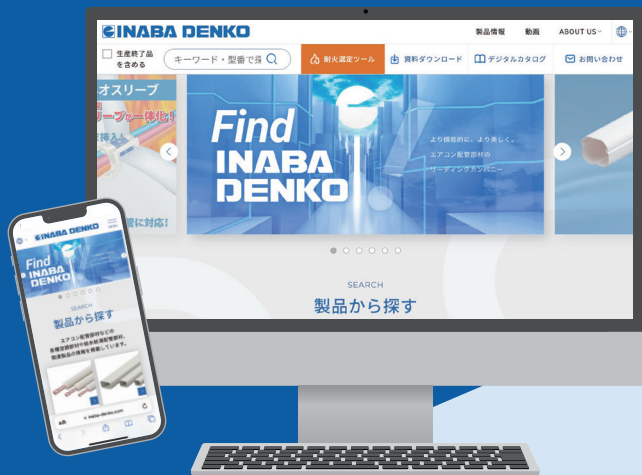 INABA DENKO
製品情報 動画 ABOUT US
生産終了品
を含める
キーワード・型番で探
耐火選定ツール
資料ダウンロード
デジタルカタログ
お問い合わせ
オスリーブ
一体化!
挿入!
管に対応!
Find
INABA
DENKO
より機能的に、より美しく。
エアコン配管部材の
リーディングカンパニー
SEARCH
製品から探す
INABA DENKO
Find
INABA
DENKO
SEARCH
製品から探す
エアコン配管部材などの
各種空調部材や給水給湯配管部材、
関連製品の情報を掲載しています。
ぁあ
inaba-denko.com